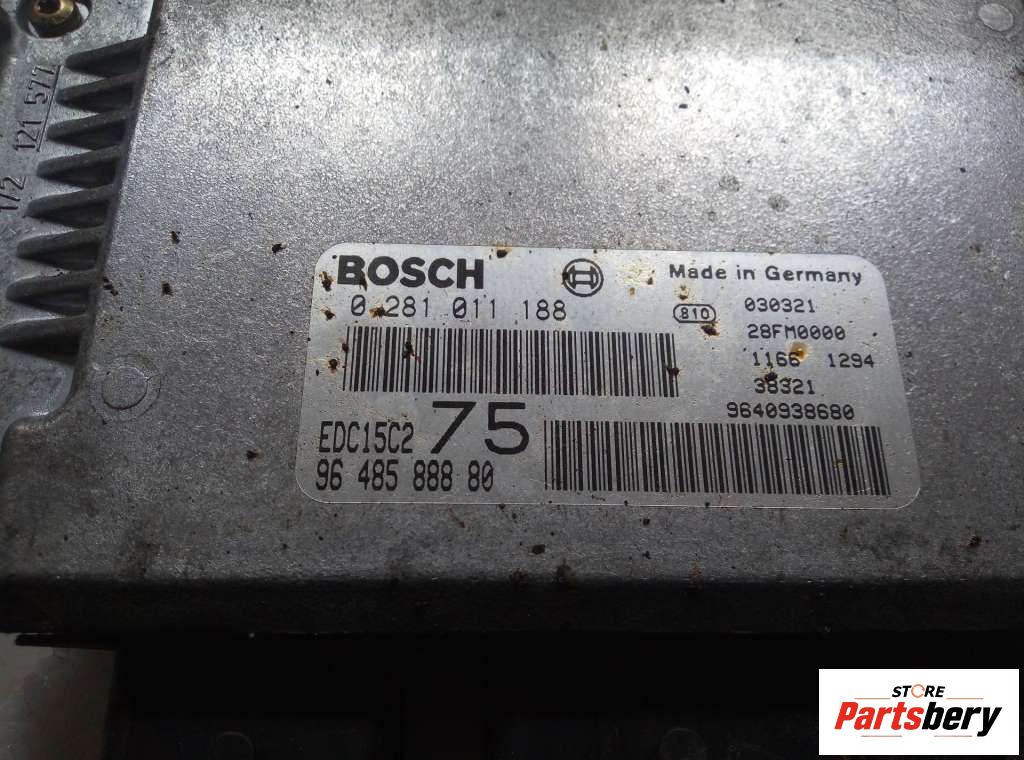 121 577
BOSCH
Made in Germany
0 281 011 188
810
030321
28FM0000
1166 1294
38321
9640938680
EDC15C2
75
96 485 888 80
STORE
Partsbery